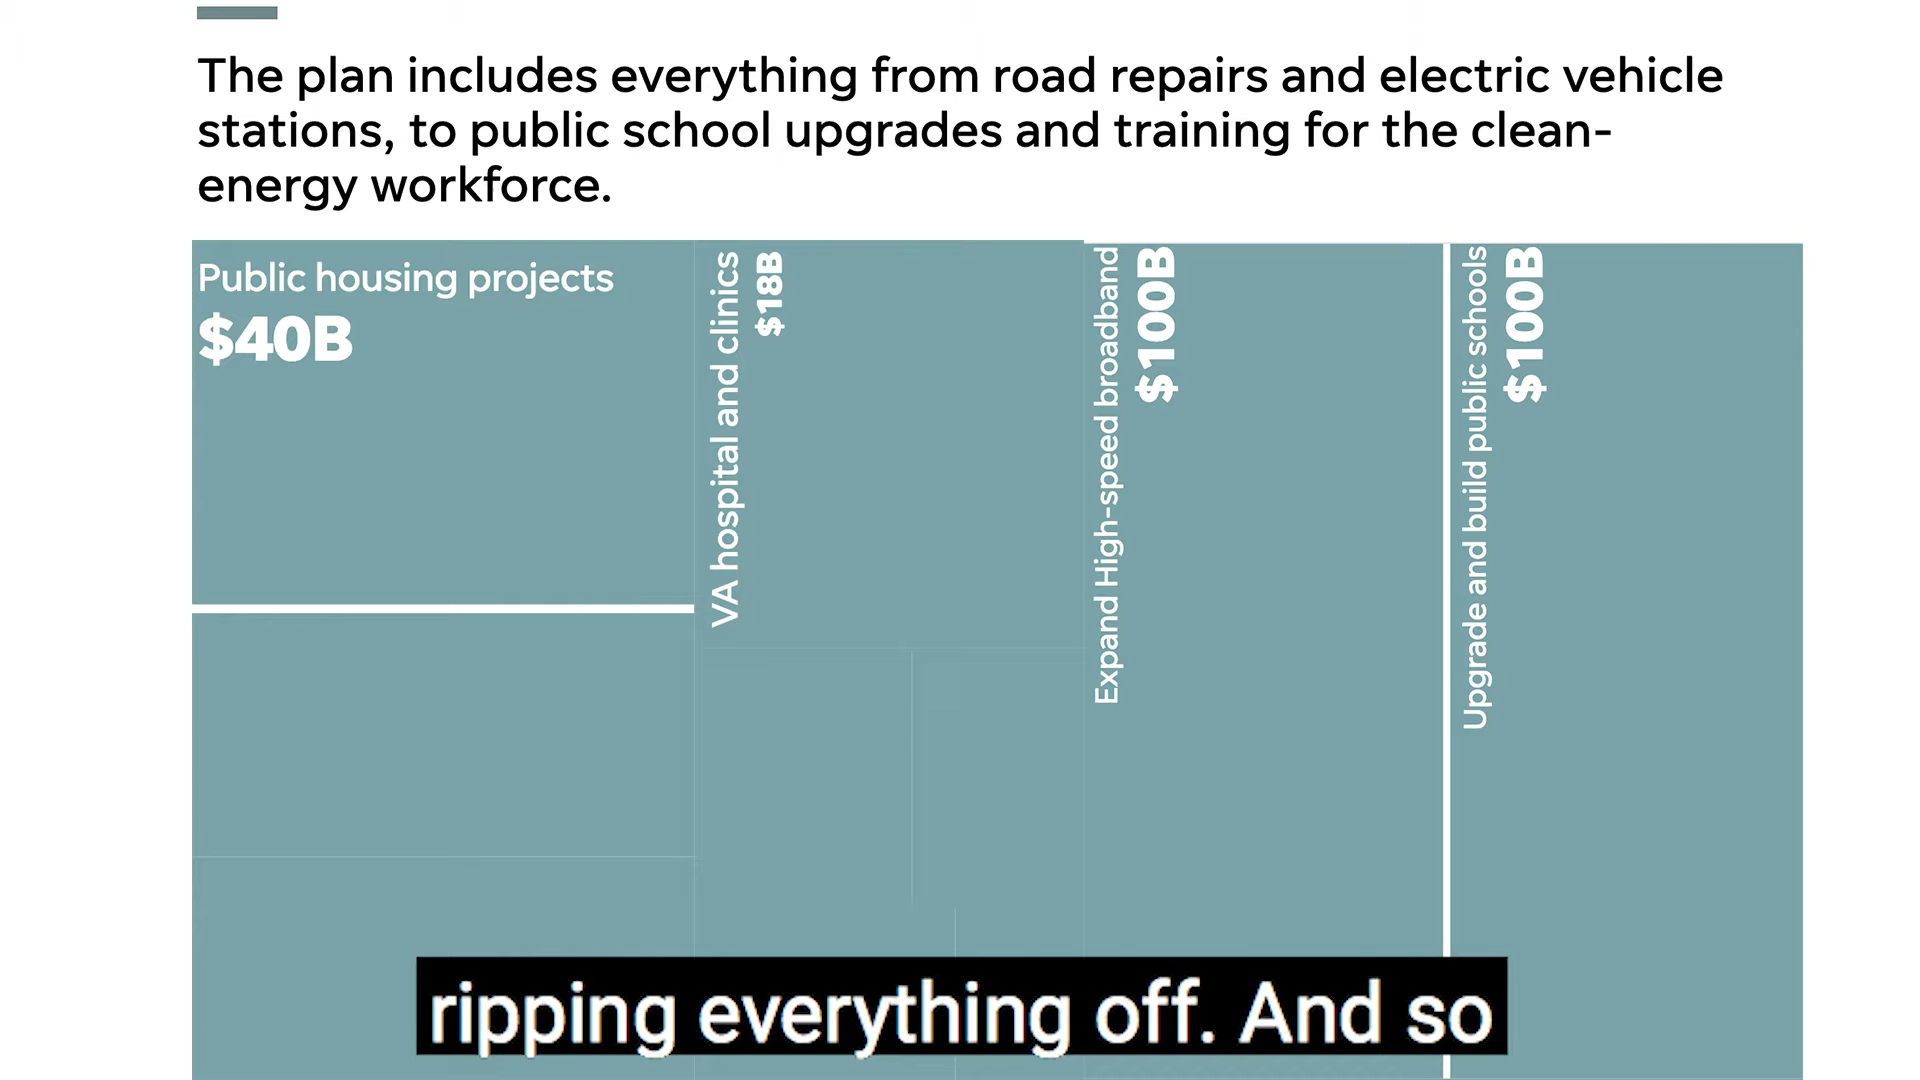 The plan includes everything from road repairs and electric vehicle
stations, to public school upgrades and training for the clean-
energy workforce.
Public housing projects
$40B
VA hospital and clinics
$18B
Expand High-speed broadband
$100B
Upgrade and build public schools
$100B
ripping everything off. And so